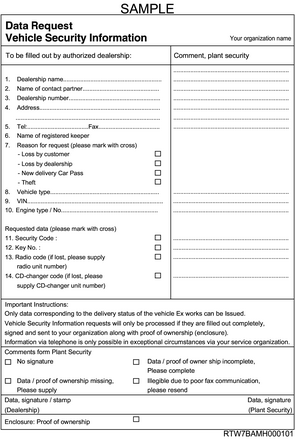 SAMPLE
Data Request
Vehicle Security Information
Your organization name
To be filled out by authorized dealership:
Comment, plant security
1. Dealership name
2. Name of contact partner
3. Dealership number
4. Address
5. Tel: Fax
6. Name of registered keeper
7. Reason for request (please mark with cross)
- Loss by customer
- Loss by dealership
- New delivery Car Pass
- Theft
8. Vehicle type
9. VIN
10. Engine type / No.
Requested data (please mark with cross)
11. Security Code :
12. Key No. :
13. Radio code (if lost, please supply
radio unit number)
14. CD-changer code (if lost, please
supply CD-changer unit number)
Important Instructions:
Only data corresponding to the delivery status of the vehicle Ex works can be Issued.
Vehicle Security Information requests will only be processed if they are filled out completely,
signed and sent to your organization along with proof of ownership (enclosure).
Information via telephone is only possible in exceptional circumstances via your service organization.
Comments form Plant Security
No signature
Data / proof of owner ship incomplete,
Please complete
Data / proof of ownership missing,
Please supply
Illegible due to poor fax communication,
please resend
Data, signature / stamp
(Dealership)
Data, signature
(Plant Security)
Enclosure: Proof of ownership
RTW7BAMH000101